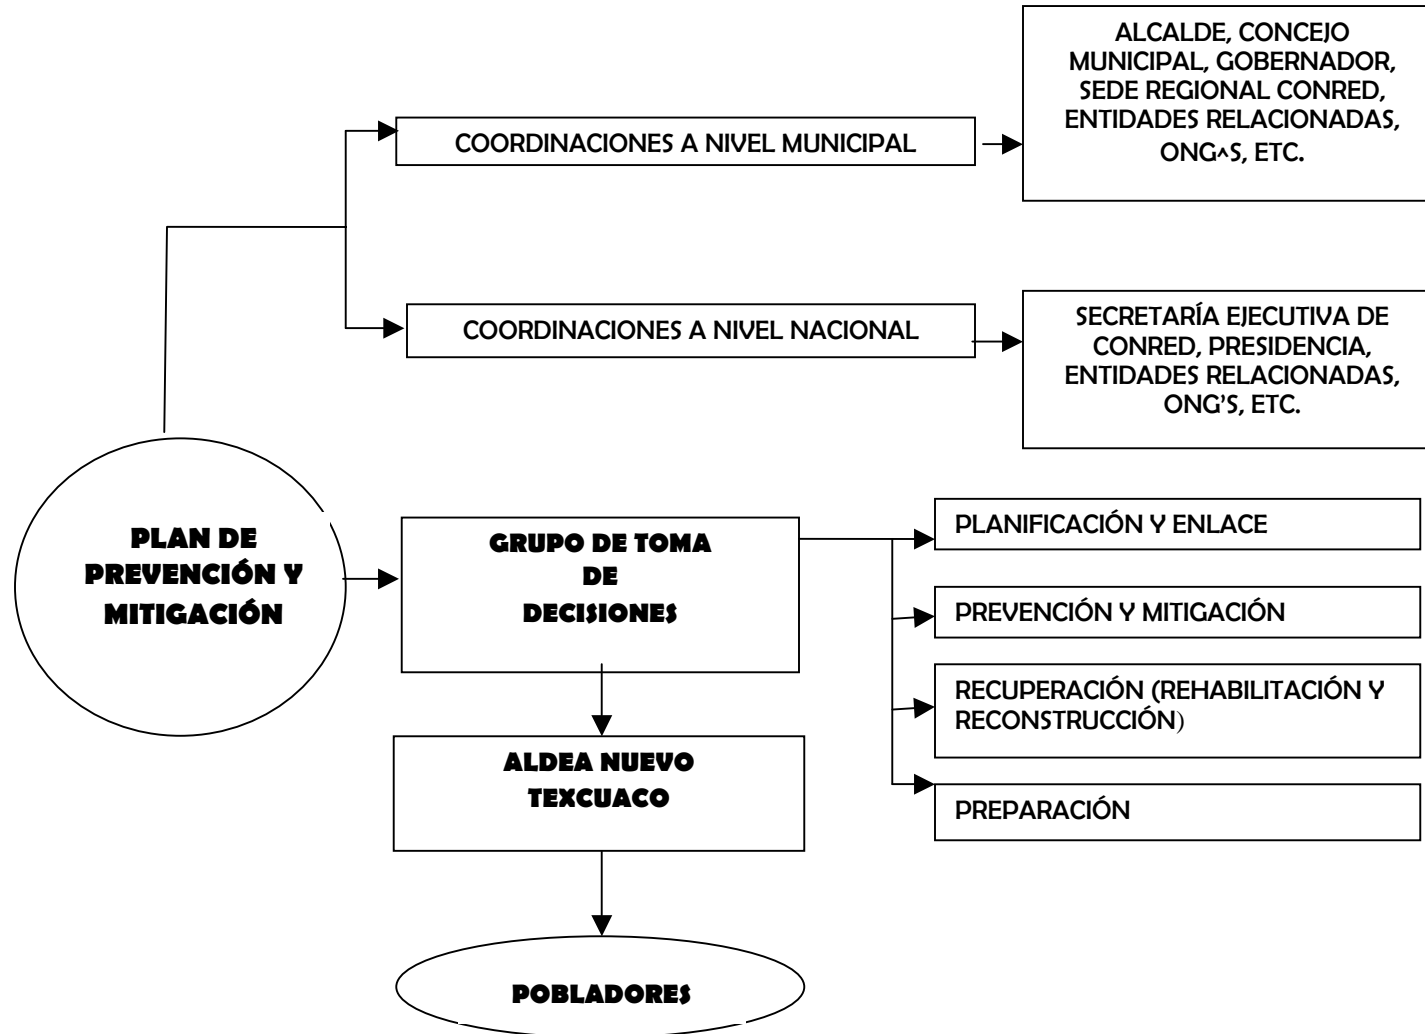 ALCALDE, CONCEJO
MUNICIPAL, GOBERNADOR,
SEDE REGIONAL CONRED,
ENTIDADES RELACIONADAS,
ONG^S, ETC.
COORDINACIONES A NIVEL MUNICIPAL
COORDINACIONES A NIVEL NACIONAL
SECRETARÍA EJECUTIVA DE
CONRED, PRESIDENCIA,
ENTIDADES RELACIONADAS,
ONG'S, ETC.
PLAN DE
PREVENCIÓN Y
MITIGACIÓN
GRUPO DE TOMA
DE
DECISIONES
PLANIFICACIÓN Y ENLACE
PREVENCIÓN Y MITIGACIÓN
RECUPERACIÓN (REHABILITACIÓN Y
RECONSTRUCCIÓN)
PREPARACIÓN
ALDEA NUEVO
TEXCUACO
POBLADORES